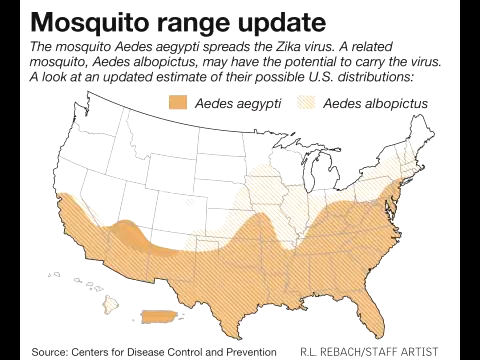 Mosquito range update
The mosquito Aedes aegypti spreads the Zika virus. A related
mosquito, Aedes albopictus, may have the potential to carry the virus.
A look at an updated estimate of their possible U.S. distributions:
Aedes aegypti
Aedes albopictus
Source: Centers for Disease Control and Prevention
R.L. REBACH/STAFF ARTIST